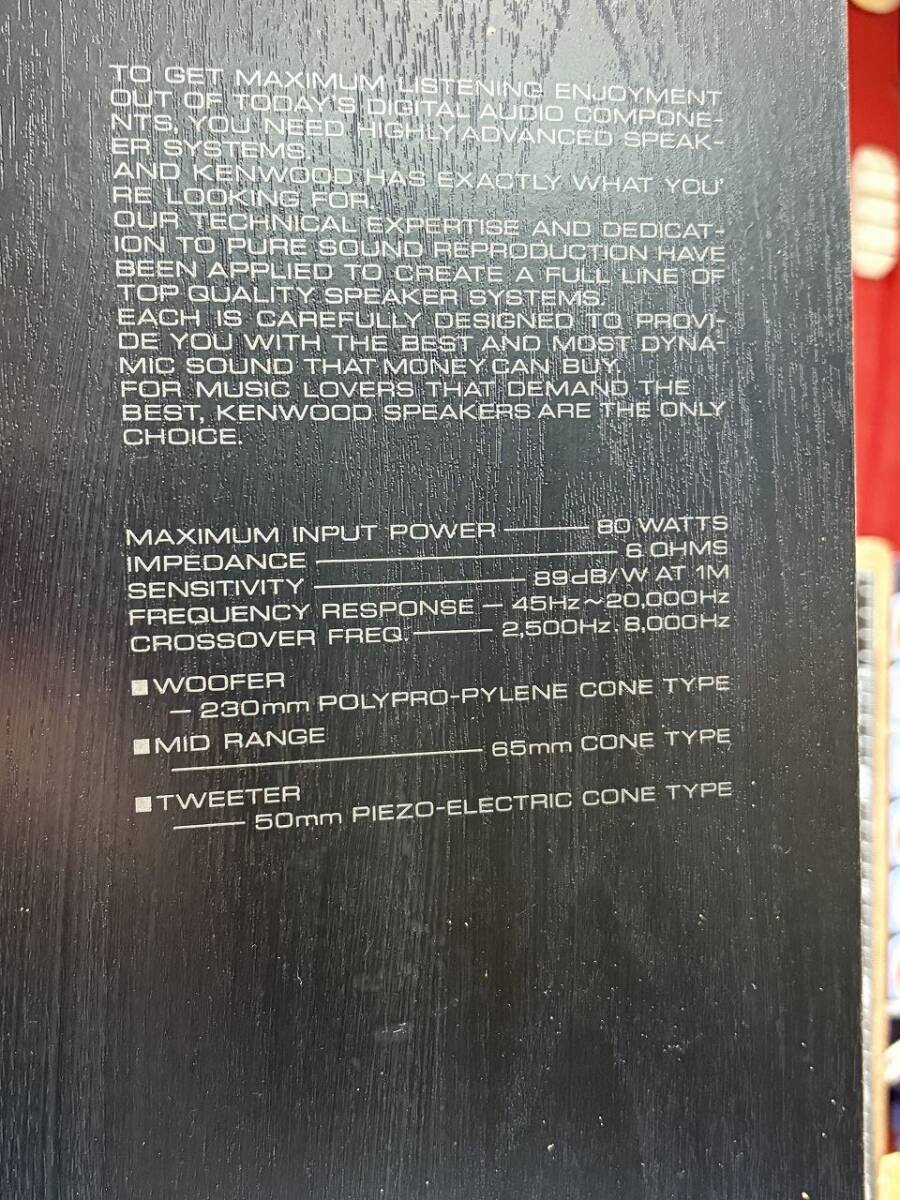 TO GET MAXIMUM LISTENING ENJOYMENT
OUT OF TODAY'S DIGITAL AUDIO COMPONE-
NTS, YOU NEED HIGHLY ADVANCED SPEAK-
ER SYSTEMS.
AND KENWOOD HAS EXACTLY WHAT YOU'
RE LOOKING FOR.
OUR TECHNICAL EXPERTISE AND DEDICAT-
ION TO PURE SOUND REPRODUCTION HAVE
BEEN APPLIED TO CREATE A FULL LINE OF
TOP QUALITY SPEAKER SYSTEMS.
EACH IS CAREFULLY DESIGNED TO PROVI-
DE YOU WITH THE BEST AND MOST DYNA-
MIC SOUND THAT MONEY CAN BUY.
FOR MUSIC LOVERS THAT DEMAND THE
BEST, KENWOOD SPEAKERS ARE THE ONLY
CHOICE.
MAXIMUM INPUT POWER — 80 WATTS
IMPEDANCE — 6 OHMS
SENSITIVITY — 89dB/W AT 1M
FREQUENCY RESPONSE — 45Hz~20,000Hz
CROSSOVER FREQ. — 2,500Hz, 8,000Hz
■ WOOFER
— 230mm POLYPRO-PYLENE CONE TYPE
■ MID RANGE
— 65mm CONE TYPE
■ TWEETER
— 50mm PIEZO-ELECTRIC CONE TYPE